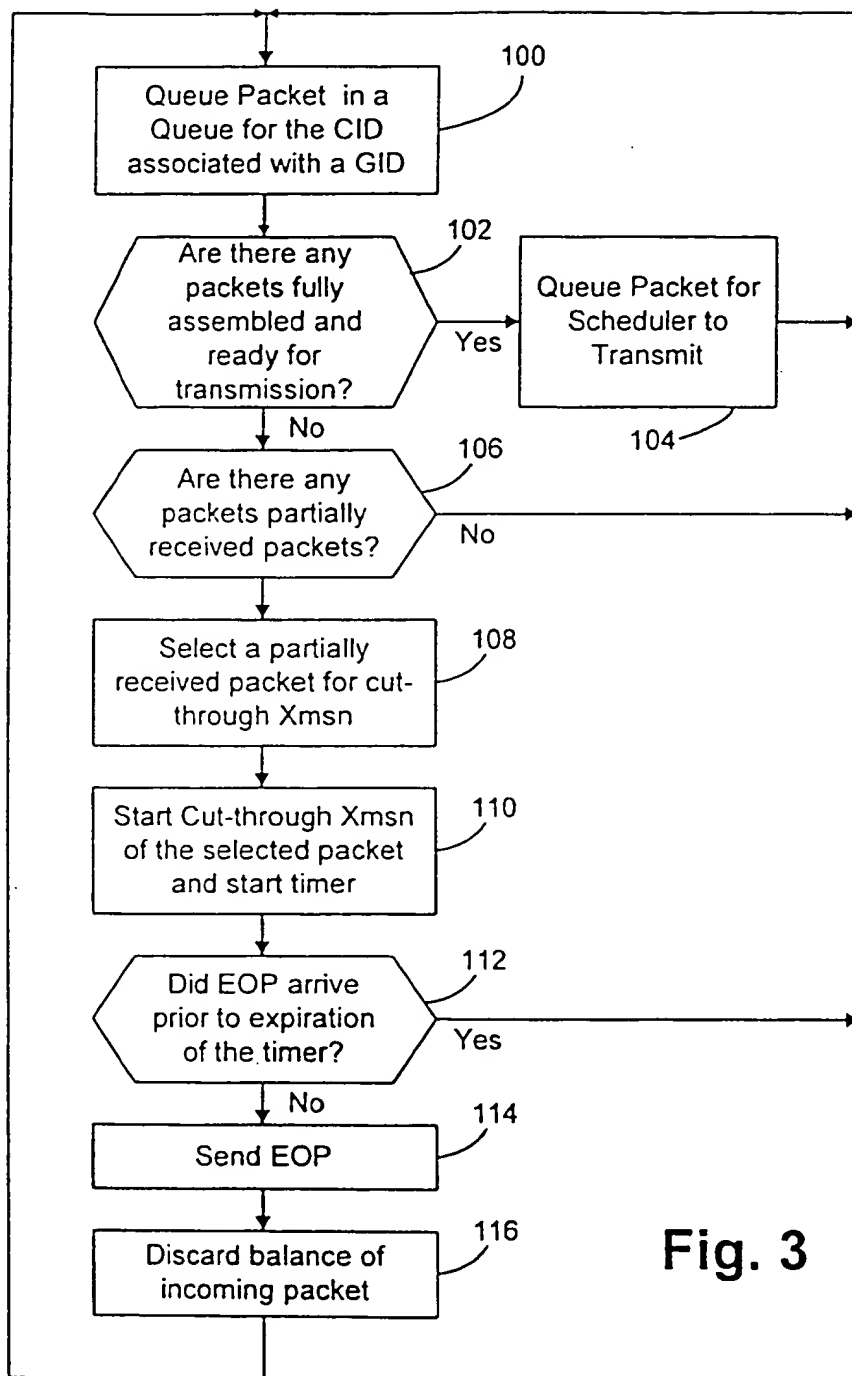 100
Queue Packet in a
Queue for the CID
associated with a GID
102
Are there any
packets fully
assembled and
ready for
transmission?
Yes
Queue Packet for
Scheduler to
Transmit
104
No
106
Are there any
packets partially
received packets?
No
Select a partially
received packet for cut-
through Xmsn
108
Start Cut-through Xmsn
of the selected packet
and start timer
110
Did EOP arrive
prior to expiration
of the timer?
112
Yes
No
Send EOP
114
Discard balance of
incoming packet
116
Fig. 3